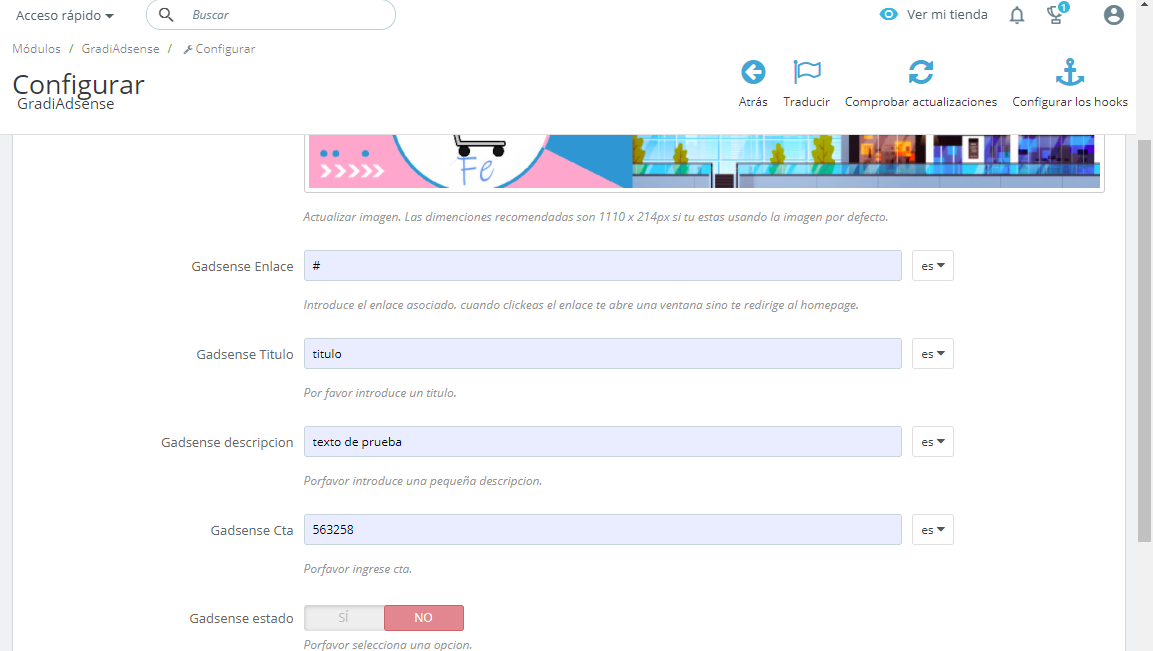 Acceso rápido
Buscar
Ver mi tienda
1
Módulos / GradiAdsense / Configurar
Configurar
GradiAdsense
Atrás
Traducir
Comprobar actualizaciones
Configurar los hooks
Fe
Actualizar imagen. Las dimenciones recomendadas son 1110 x 214px si tu estas usando la imagen por defecto.
Gadsense Enlace
#
es
Introduce el enlace asociado. cuando clickeas el enlace te abre una ventana sino te redirige al homepage.
Gadsense Titulo
titulo
es
Por favor introduce un titulo.
Gadsense descripcion
texto de prueba
es
Porfavor introduce una pequeña descripcion.
Gadsense Cta
563258
es
Porfavor ingrese cta.
Gadsense estado
SÍ
NO
Porfavor selecciona una opcion.